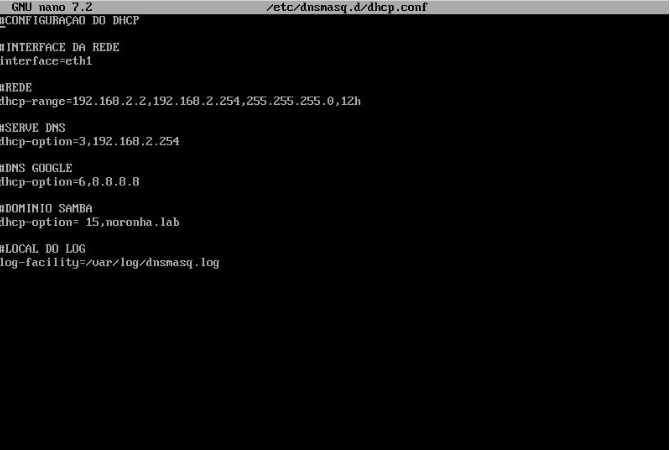 GNU nano 7.2 /etc/dnsmasq.d/dhcp.conf
#CONFIGURAÇAO DO DHCP
#INTERFACE DA REDE
interface=eth1
#REDE
dhcp-range=192.168.2.2,192.168.2.254,255.255.255.0,12h
#SERVE DNS
dhcp-option=3,192.168.2.254
#DNS GOOGLE
dhcp-option=6,8.8.8.8
#DOMINIO SAMBA
dhcp-option= 15,noronha.lab
#LOCAL DO LOG
log-facility=/var/log/dnsmasq.log